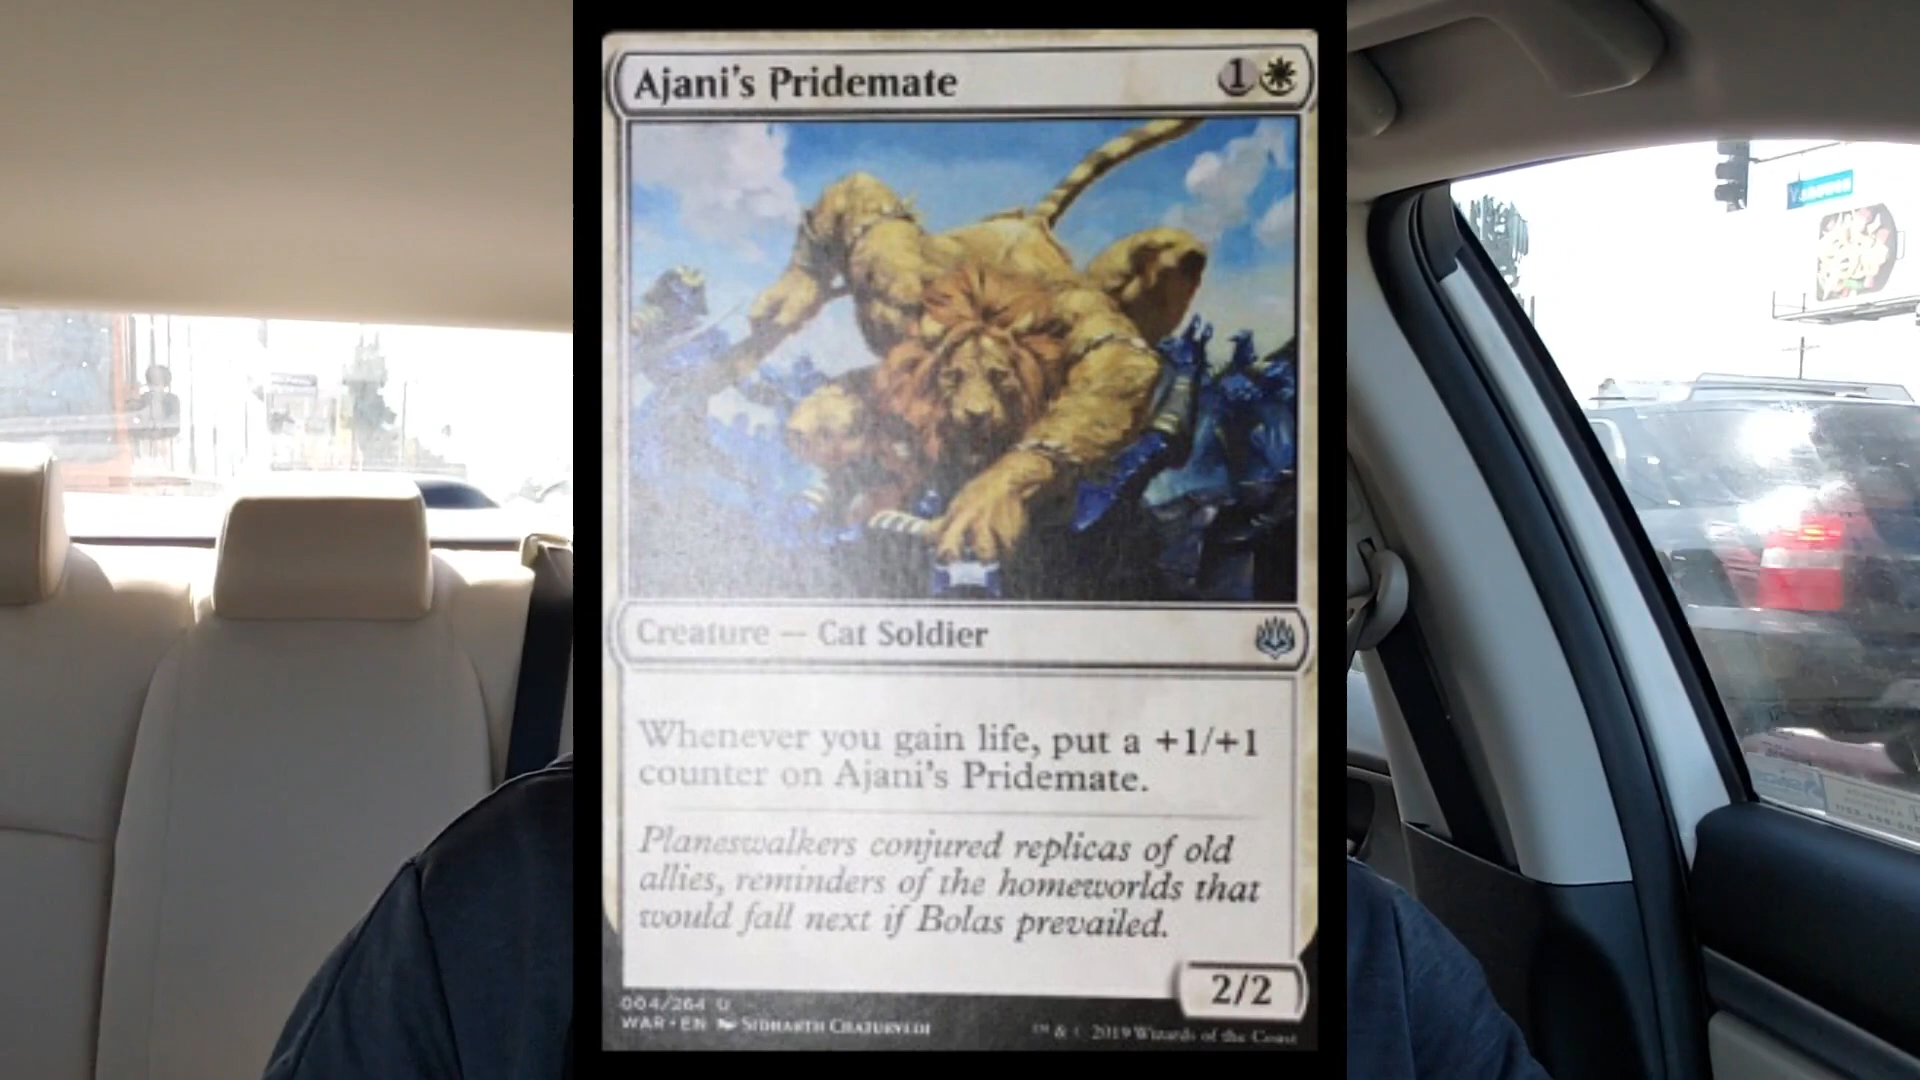 Ajani's Pridemate
1
Creature — Cat Soldier
Whenever you gain life, put a +1/+1
counter on Ajani's Pridemate.
Planeswalkers conjured replicas of old
allies, reminders of the homeworlds that
would fall next if Bolas prevailed.
2/2
004/264 U
WAR • EN Sidharth Chaturvedi
™ & © 2019 Wizards of the Coast